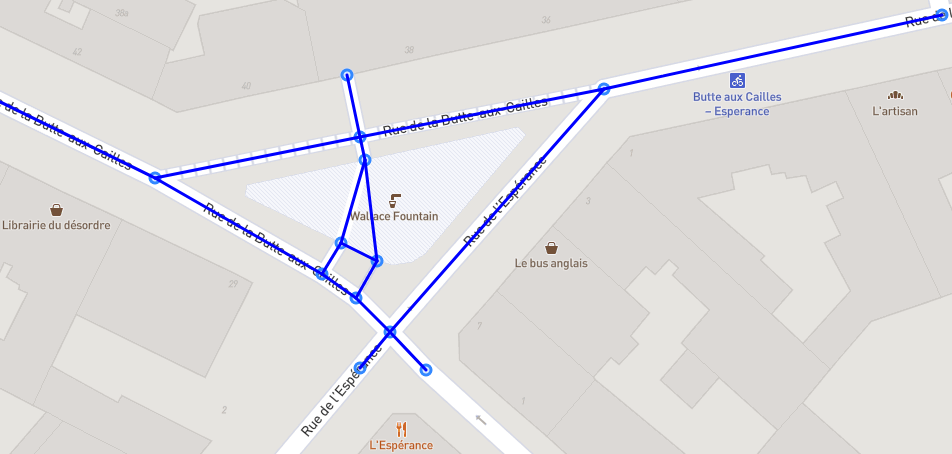 38a
36
Rue de l
42
38
40
Butte aux Cailles
– Esperance
L'artisan
de la Butte-aux-Cailles
Rue de la Butte-aux-Cailles
1
Rue de l'Espérance
3
Wallace Fountain
Librairie du désordre
Rue de la Butte-aux-Cailles
Le bus anglais
29
7
Rue de l'Espérance
2
1
L'Espérance